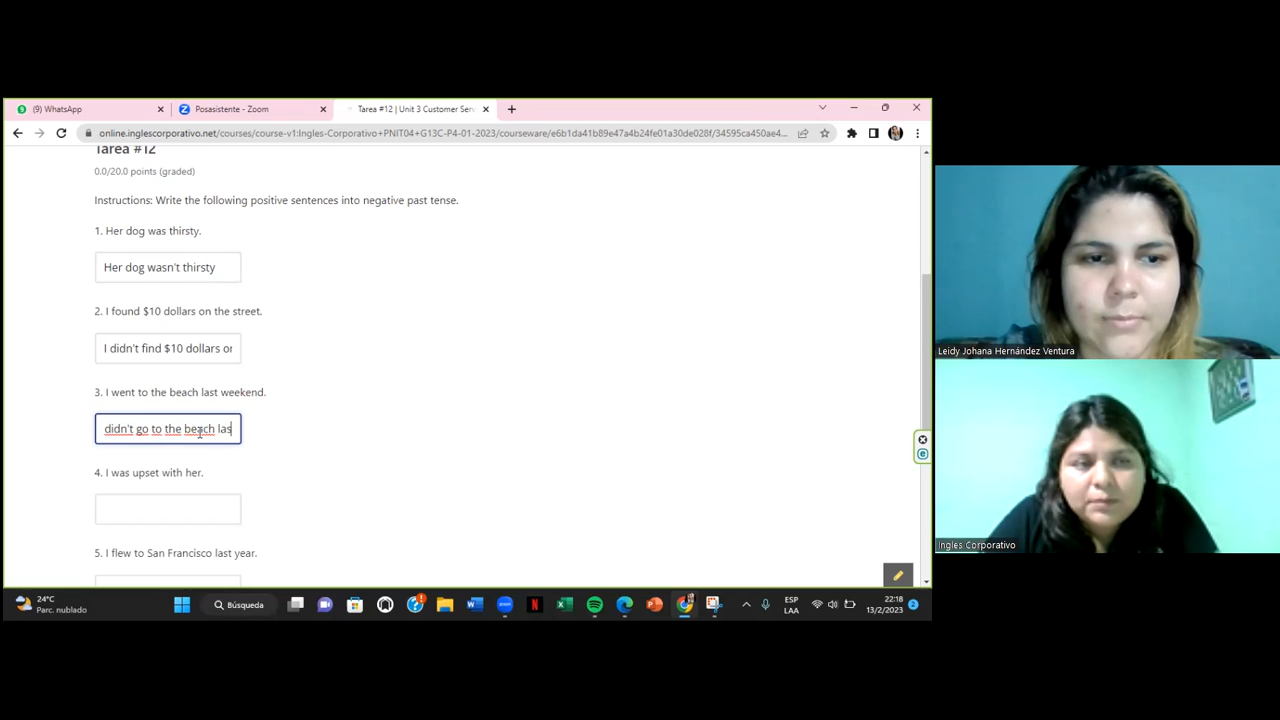 (9) WhatsApp
Posasistente - Zoom
Tarea #12 | Unit 3 Customer Ser
online.inglescorporativo.net/courses/course-v1:Ingles-Corporativo+PNIT04+G13C-P4-01-2023/courseware/e6b1da41b89e47a4b24fe01a30de028f/34595ca450ae4...
Tarea #12
0.0/20.0 points (graded)
Instructions: Write the following positive sentences into negative past tense.
1. Her dog was thirsty.
Her dog wasn't thirsty
2. I found $10 dollars on the street.
I didn't find $10 dollars or
3. I went to the beach last weekend.
didn't go to the beach las
4. I was upset with her.
5. I flew to San Francisco last year.
Leidy Johana Hernández Ventura
Ingles Corporativo
24°C
Parc. nublado
Búsqueda
ESP
LAA
22:18
13/2/2023
2